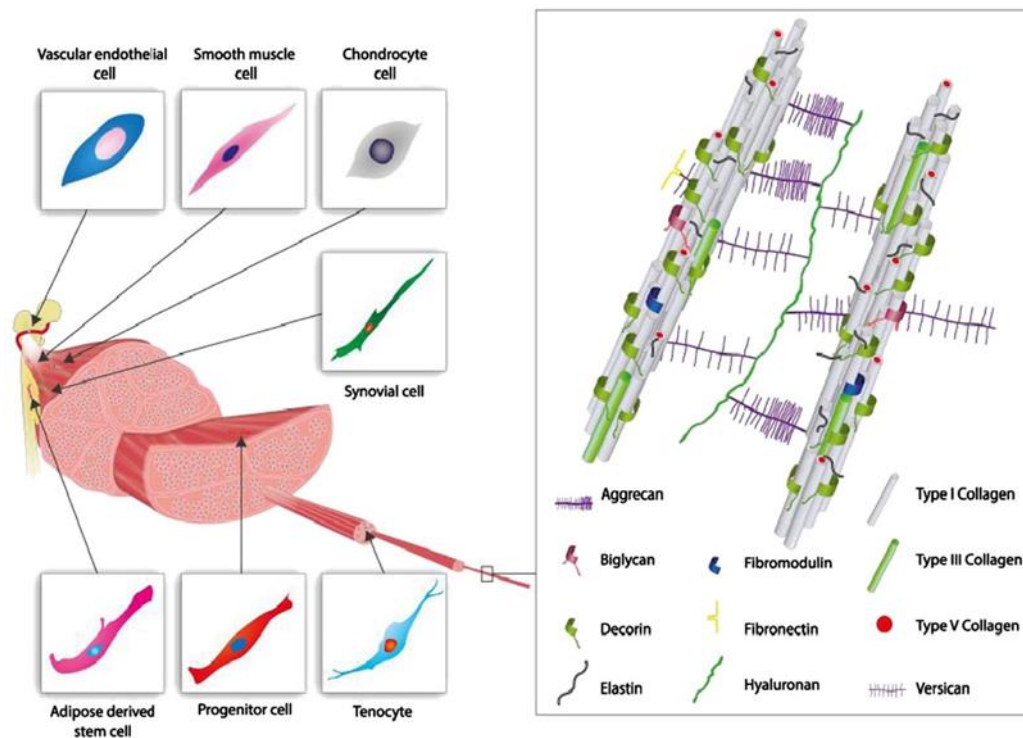 Vascular endothelial
cell
Smooth muscle
cell
Chondrocyte
cell
Synovial cell
Adipose derived
stem cell
Progenitor cell
Tenocyte
Aggrecan
Biglycan
Decorin
Elastin
Fibromodulin
Fibronectin
Hyaluronan
Type I Collagen
Type III Collagen
Type V Collagen
Versican